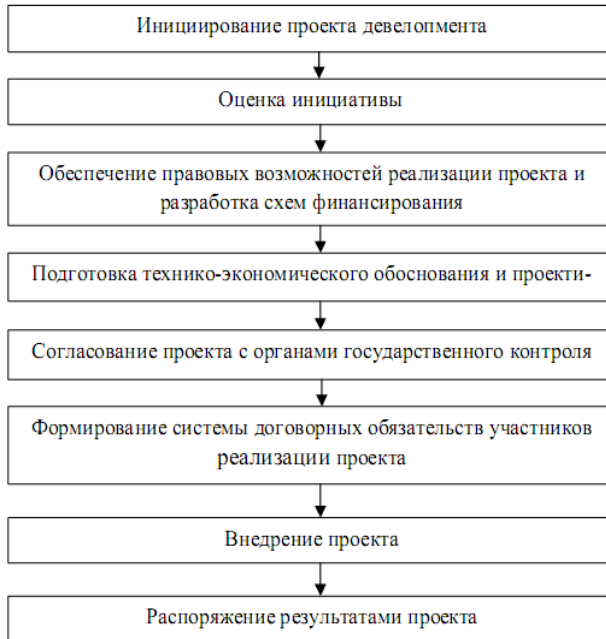 Инициирование проекта девелопмента
Оценка инициативы
Обеспечение правовых возможностей реализации проекта и
разработка схем финансирования
Подготовка технико-экономического обоснования и проекти-
Согласование проекта с органами государственного контроля
Формирование системы договорных обязательств участников
реализации проекта
Внедрение проекта
Распоряжение результатами проекта